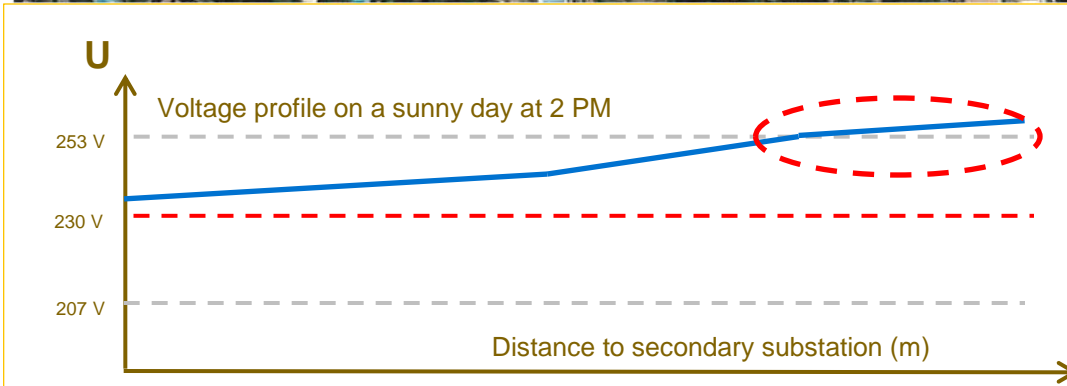 U
Voltage profile on a sunny day at 2 PM
253 V
230 V
207 V
Distance to secondary substation (m)